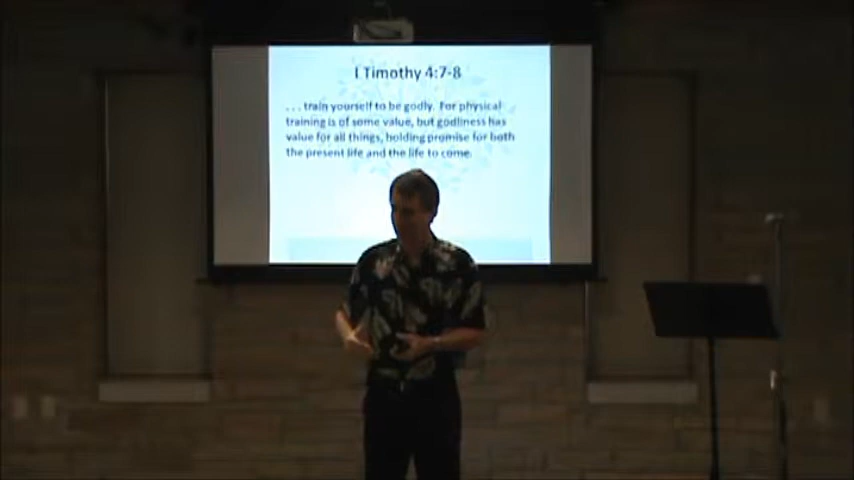 I Timothy 4:7-8
. . . train yourself to be godly. For physical
training is of some value, but godliness has
value for all things, holding promise for both
the present life and the life to come.